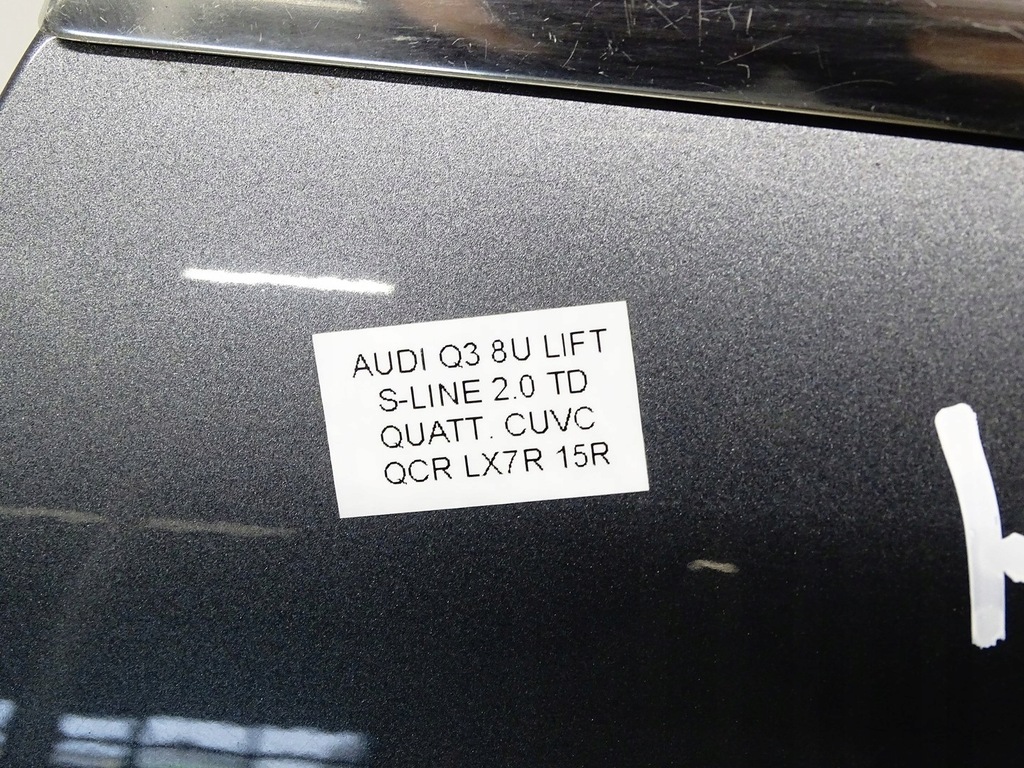 AUDI Q3 8U LIFT
S-LINE 2.0 TD
QUATT. CUVC
QCR LX7R 15R